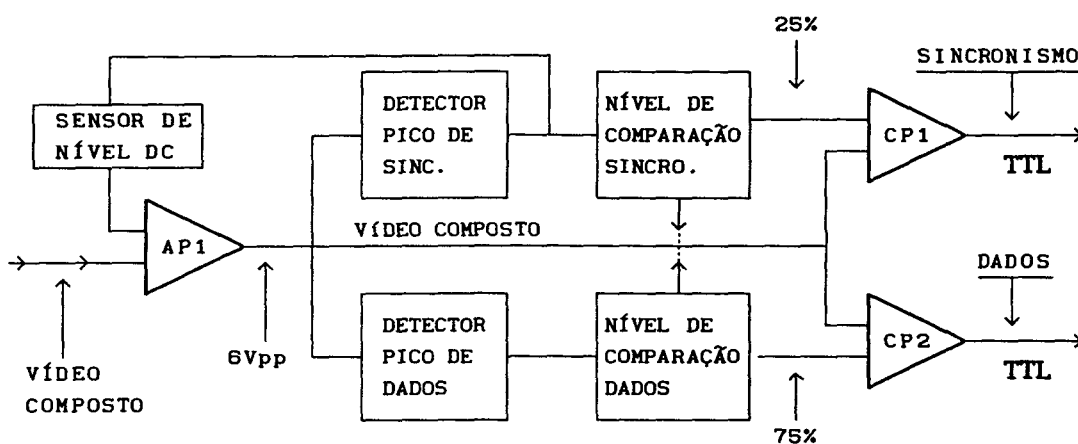 25%
SINCRONISMO
SENSOR DE
NÍVEL DC
DETECTOR
PICO DE
SINC.
NÍVEL DE
COMPARAÇÃO
SINCRO.
CP1
TTL
AP1
VÍDEO COMPOSTO
6Vpp
VÍDEO
COMPOSTO
DETECTOR
PICO DE
DADOS
NÍVEL DE
COMPARAÇÃO
DADOS
75%
CP2
DADOS
TTL